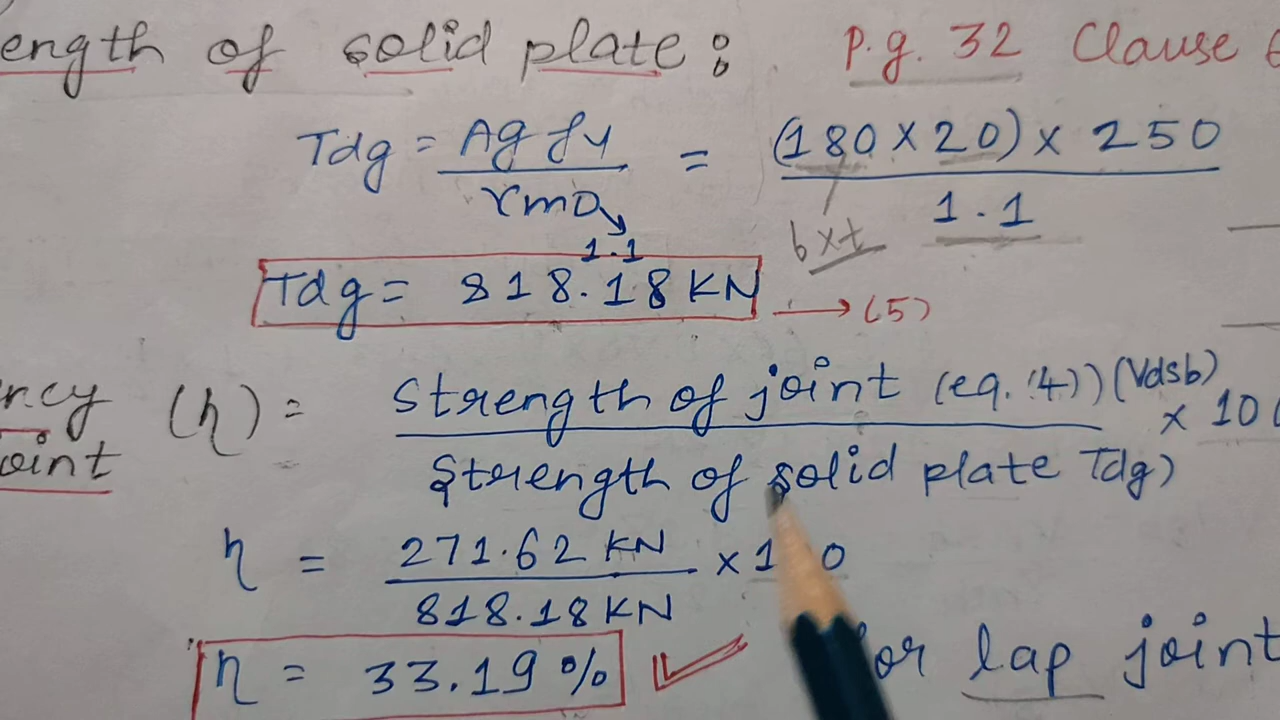 ength of solid plate: P.g. 32 Clause
Tdg = Ag fy / γm0 = (180 x 20) x 250 / 1.1
1.1
bxt
Tdg = 818.18 KN → (5)
ncy (η) = Strength of joint (eq. (4)) (Vdsb) / Strength of solid plate Tdg) x 10
oint
η = 271.62 KN / 818.18 KN x 1 0
η = 33.19 %
or lap joint